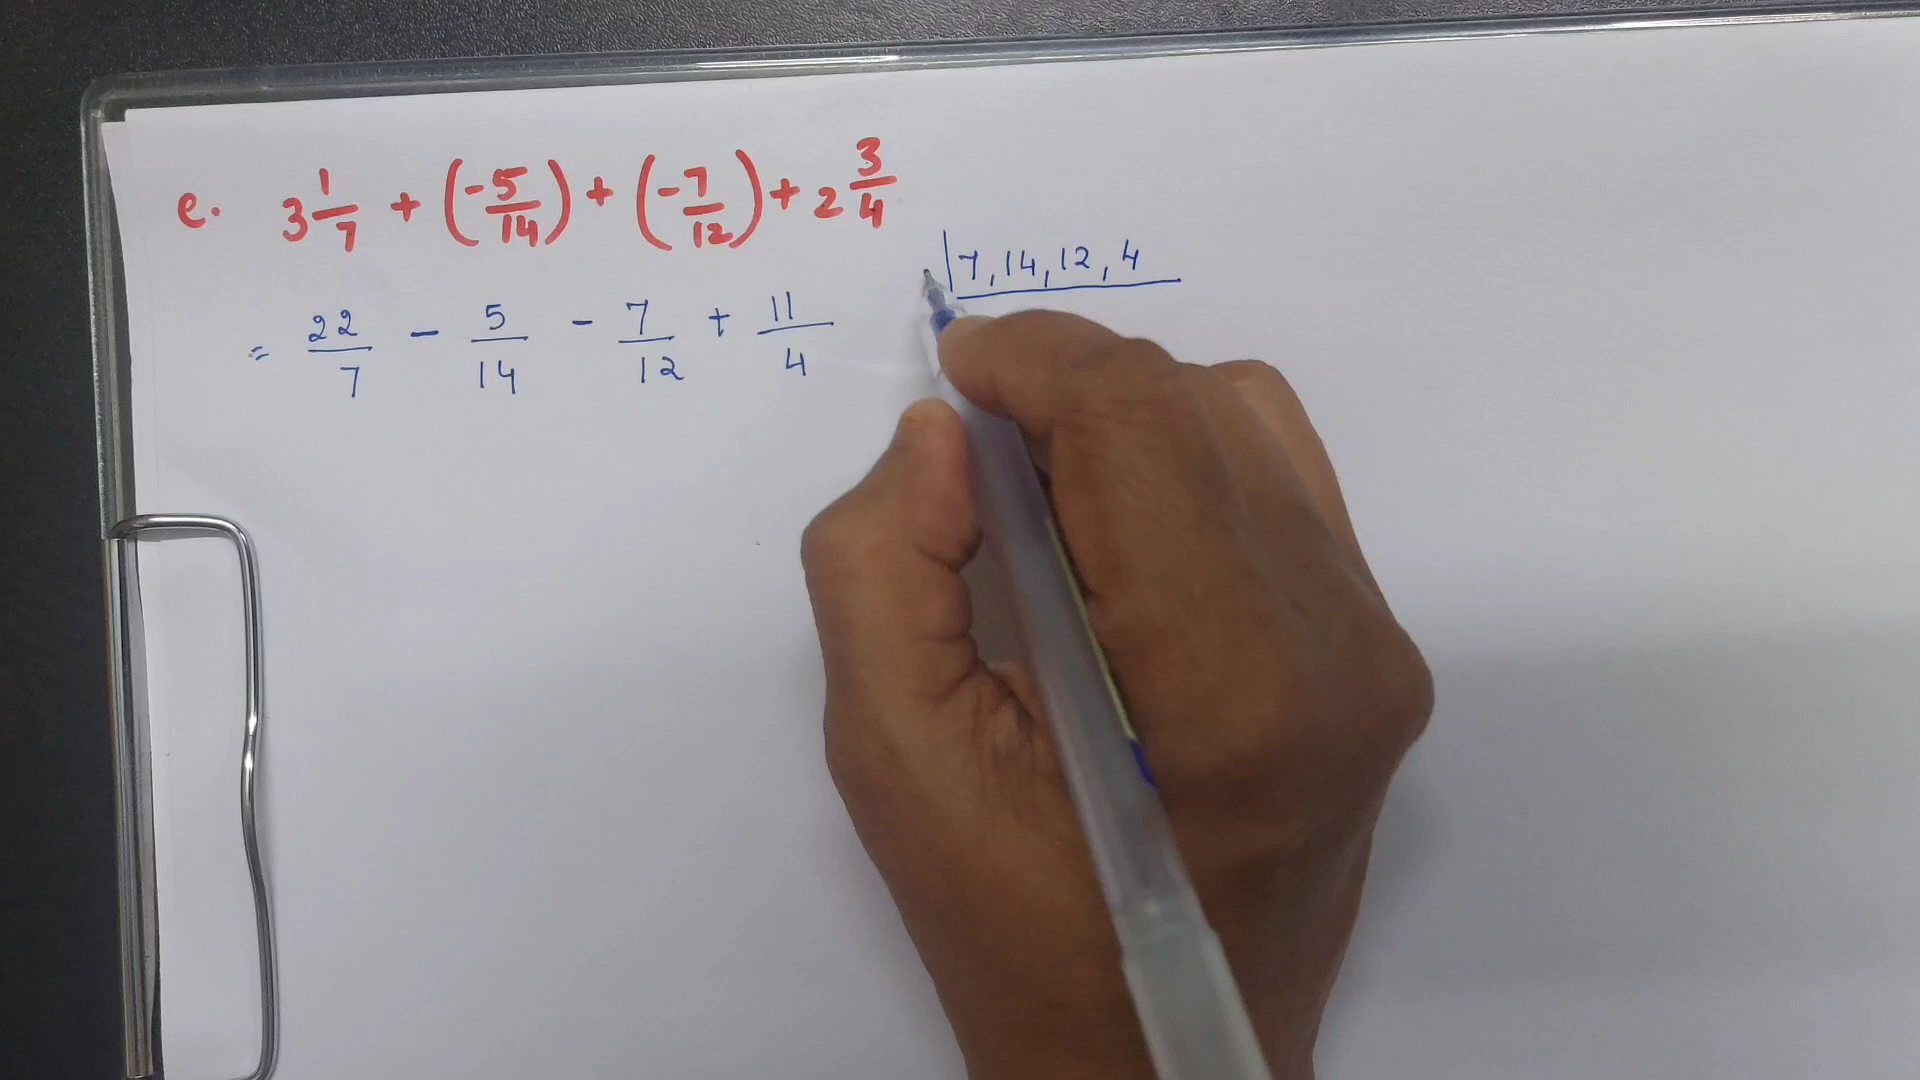 e. 3 1/7 + (-5/14) + (-7/12) + 2 3/4
7, 14, 12, 4
= 22/7 - 5/14 - 7/12 + 11/4